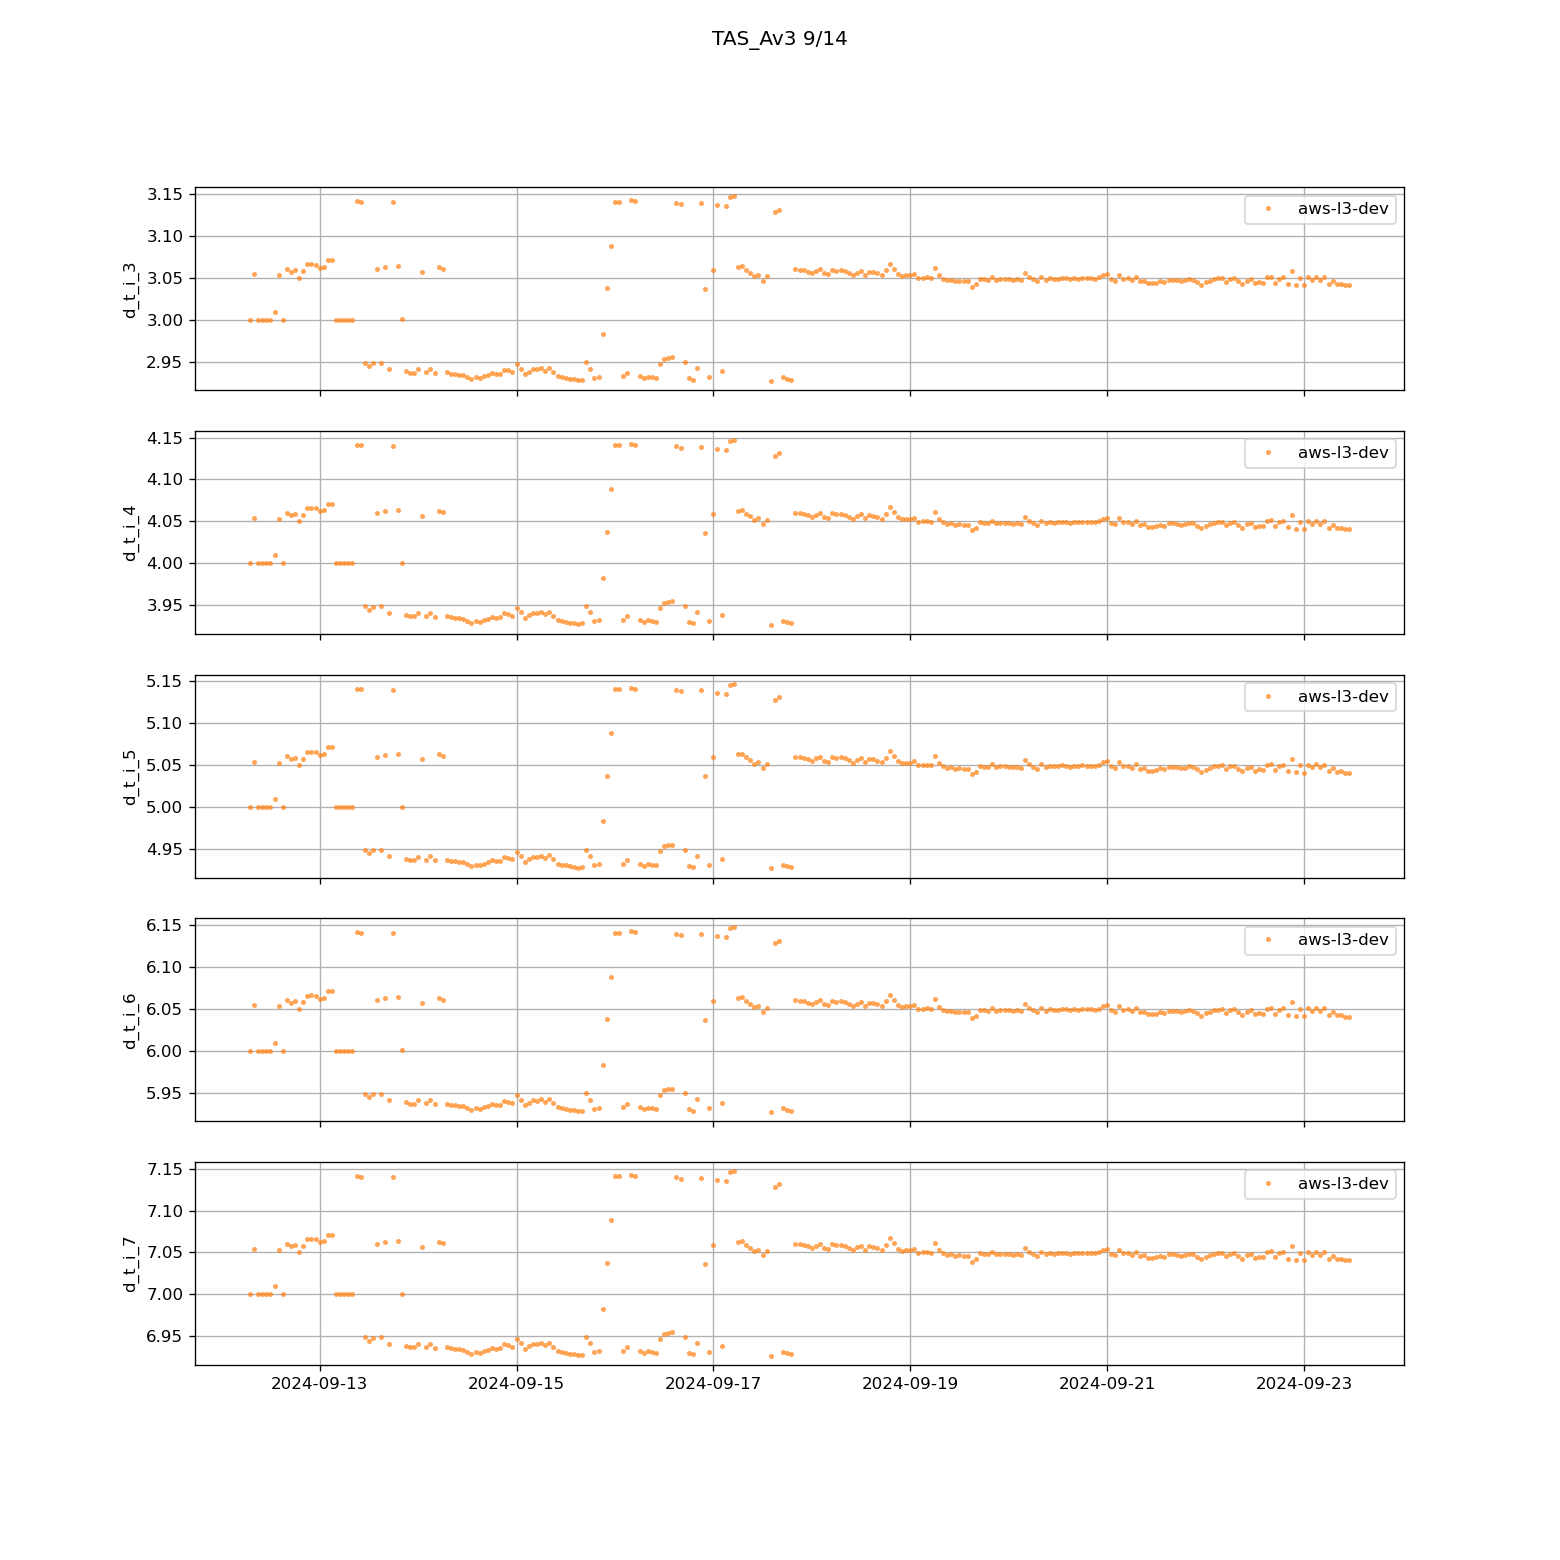 TAS_Av3 9/14
3.15
3.10
3.05
3.00
2.95
d_t_i_3
aws-l3-dev
4.15
4.10
4.05
4.00
3.95
d_t_i_4
aws-l3-dev
5.15
5.10
5.05
5.00
4.95
d_t_i_5
aws-l3-dev
6.15
6.10
6.05
6.00
5.95
d_t_i_6
aws-l3-dev
7.15
7.10
7.05
7.00
6.95
d_t_i_7
aws-l3-dev
2024-09-13 2024-09-15 2024-09-17 2024-09-19 2024-09-21 2024-09-23